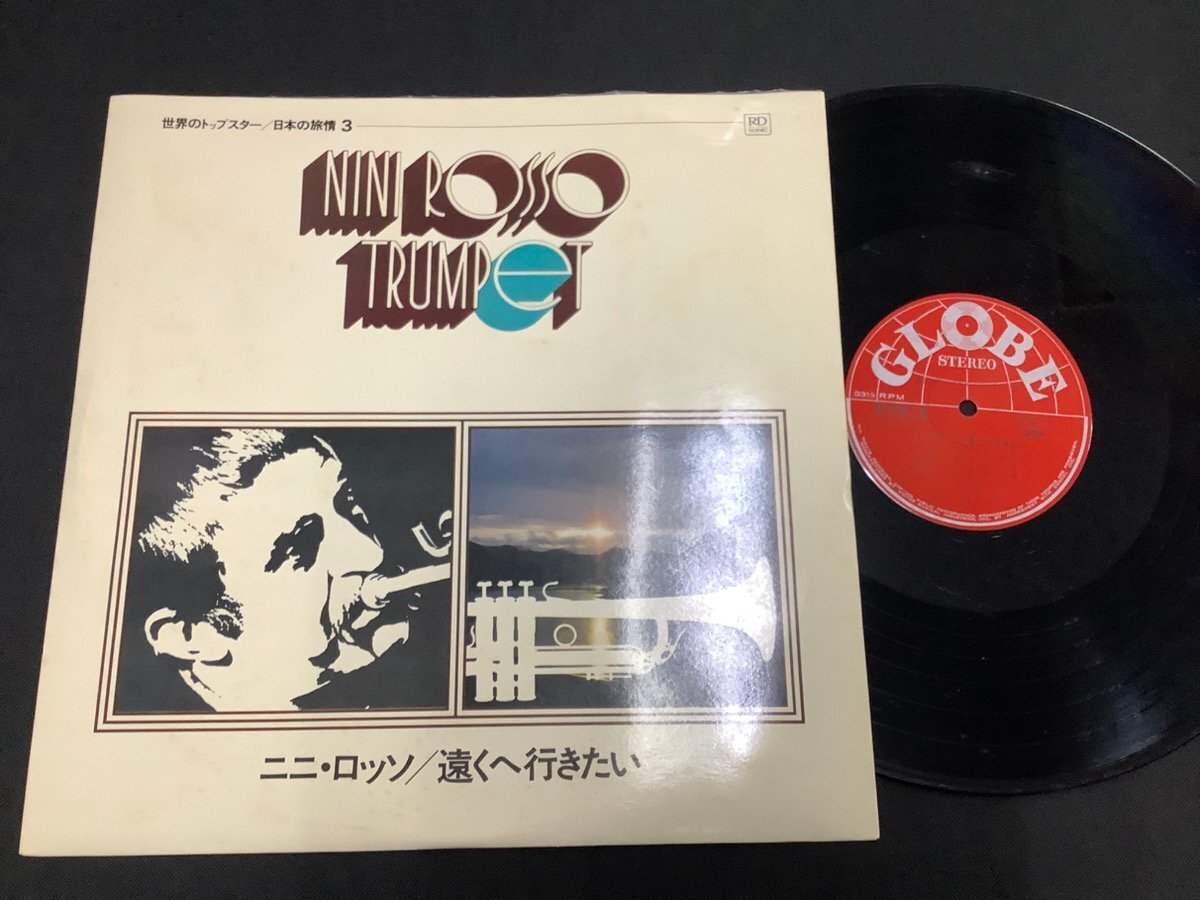 世界のトップスター/日本の旅情 3
RD
SONIC
NINI ROSSO
TRUMPET
ニニ・ロッソ/遠くへ行きたい
GLOBE
STEREO
33⅓ RPM